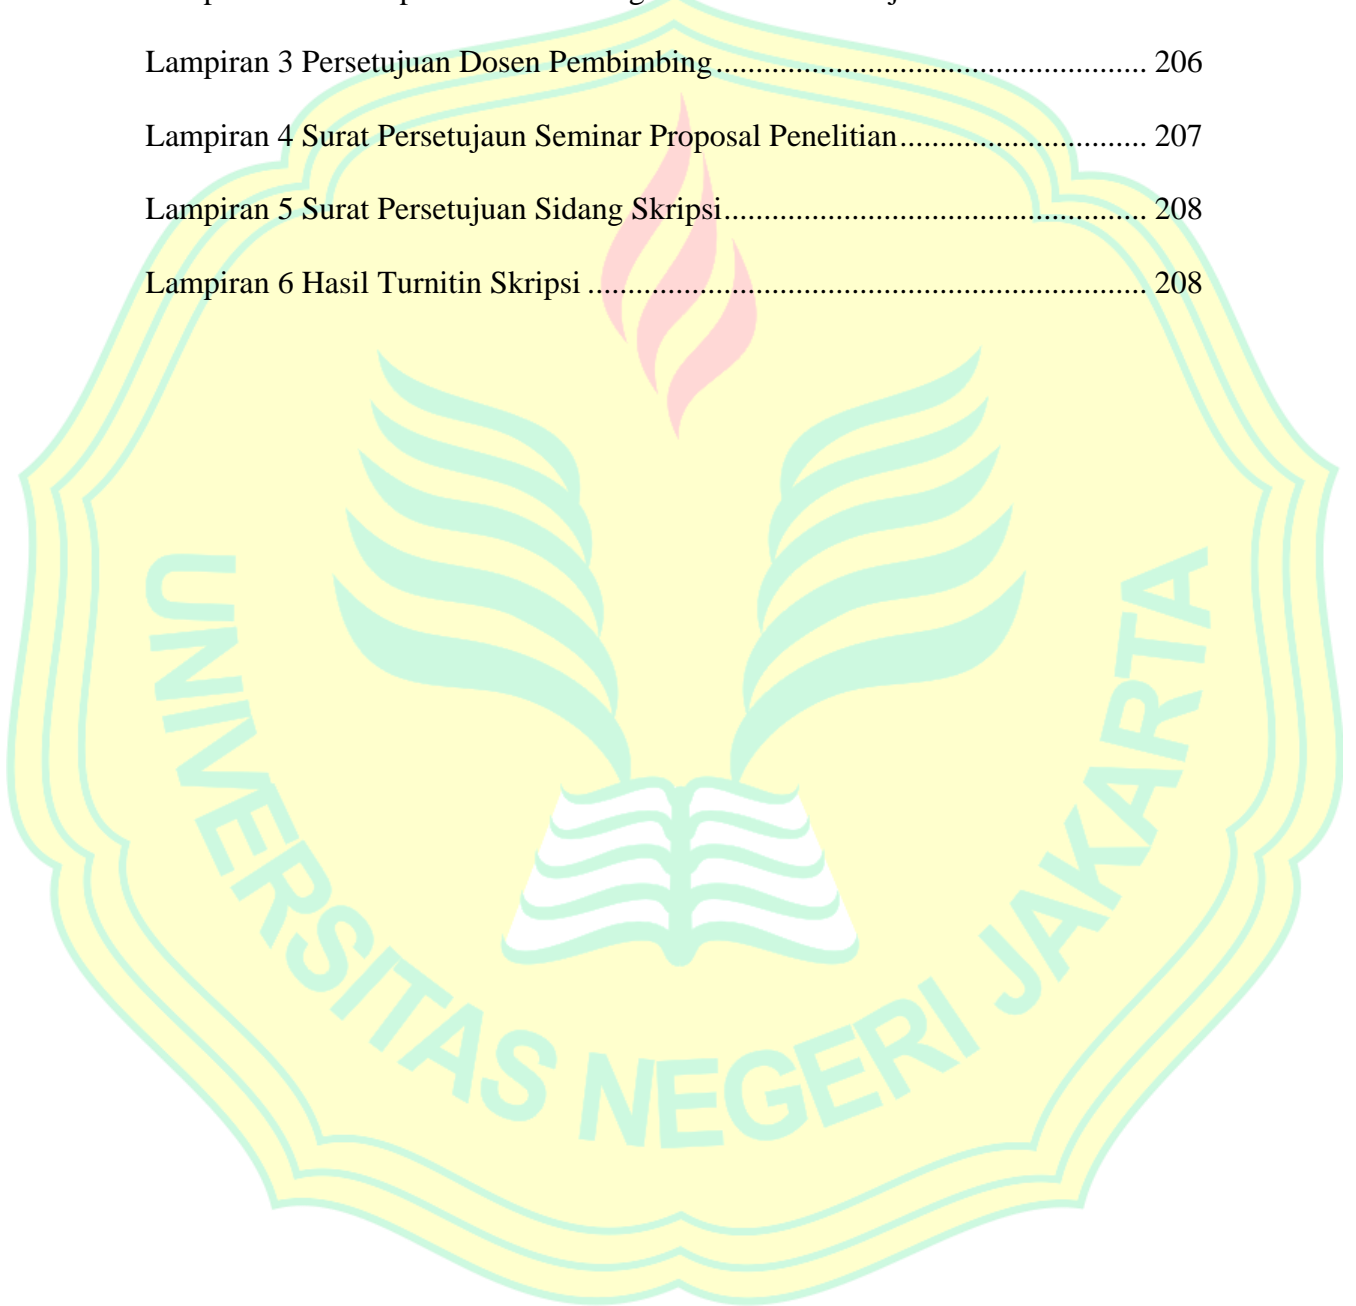 Lampiran 3 Persetujuan Dosen Pembimbing...................................................... 206
Lampiran 4 Surat Persetujaun Seminar Proposal Penelitian............................... 207
Lampiran 5 Surat Persetujuan Sidang Skripsi..................................................... 208
Lampiran 6 Hasil Turnitin Skripsi ...................................................................... 208
UNIVERSITAS NEGERI JAKARTA